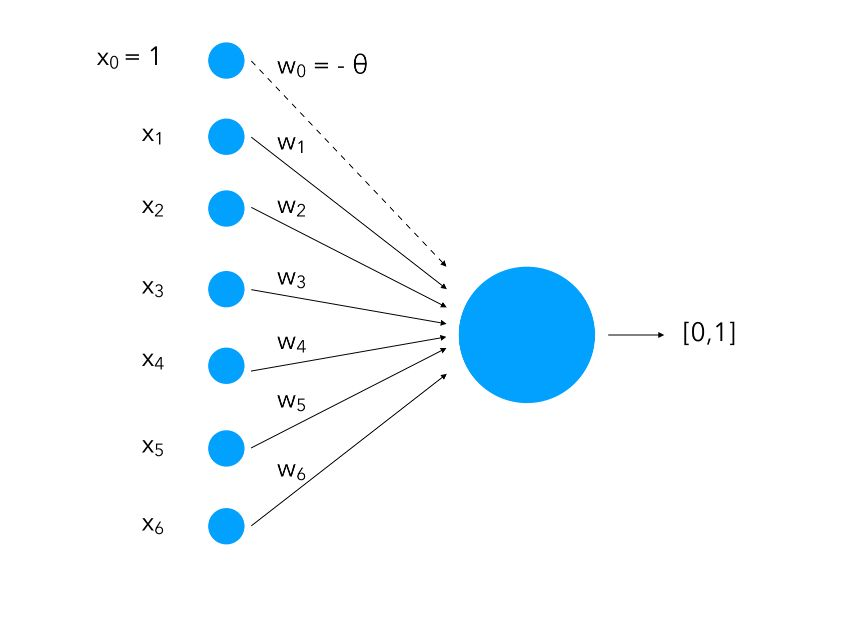 x₀ = 1
w₀ = - θ
x₁
w₁
x₂
w₂
x₃
w₃
x₄
w₄
[0,1]
x₅
w₅
x₆
w₆